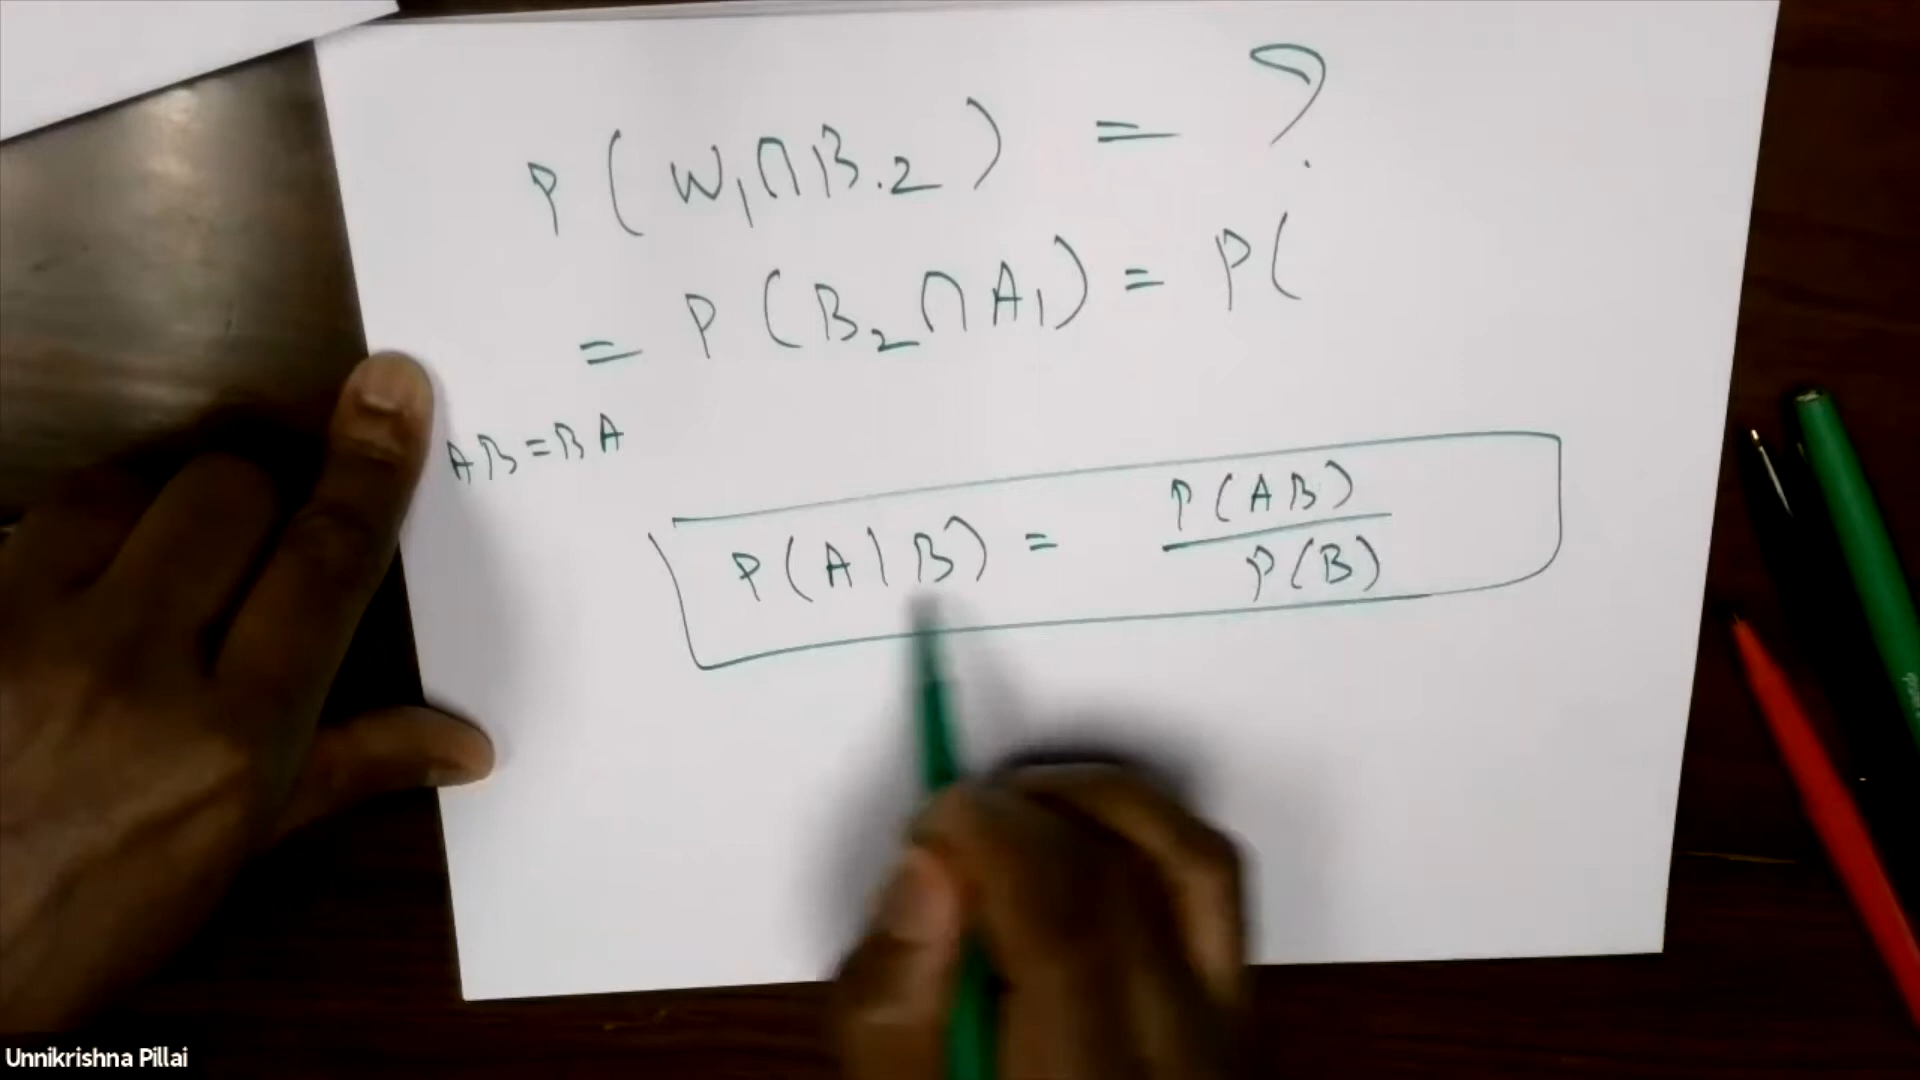 P(W₁∩B.2) = ?
= P(B₂∩A₁) = P(
AB=BA
P(A|B) = P(AB)/P(B)
Unnikrishna Pillai